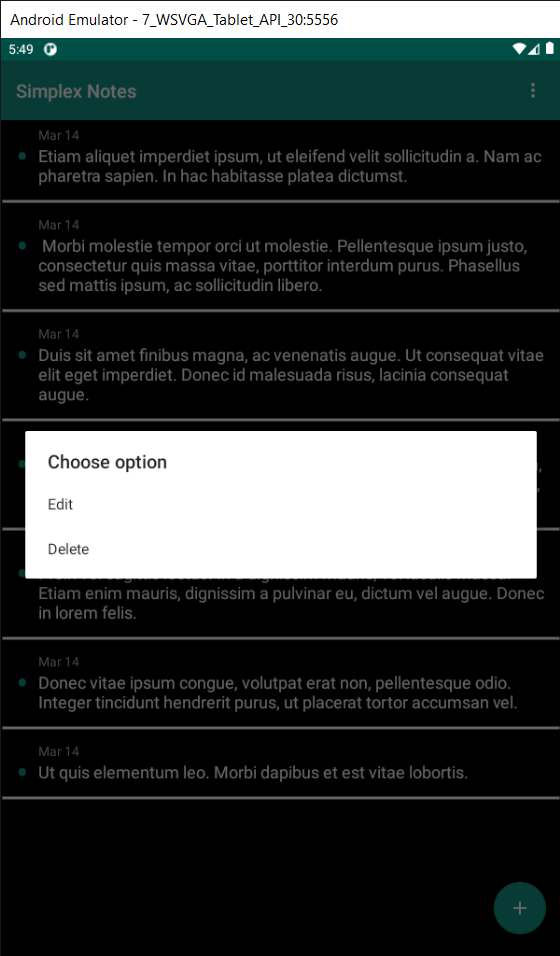 Android Emulator - 7_WSVGA_Tablet_API_30:5556
5:49
Simplex Notes
Mar 14
Etiam aliquet imperdiet ipsum, ut eleifend velit sollicitudin a. Nam ac
pharetra sapien. In hac habitasse platea dictumst.
Mar 14
Morbi molestie tempor orci ut molestie. Pellentesque ipsum justo,
consectetur quis massa vitae, porttitor interdum purus. Phasellus
sed mattis ipsum, ac sollicitudin libero.
Mar 14
Duis sit amet finibus magna, ac venenatis augue. Ut consequat vitae
elit eget imperdiet. Donec id malesuada risus, lacinia consequat
augue.
Choose option
Edit
Delete
Etiam enim mauris, dignissim a pulvinar eu, dictum vel augue. Donec
in lorem felis.
Mar 14
Donec vitae ipsum congue, volutpat erat non, pellentesque odio.
Integer tincidunt hendrerit purus, ut placerat tortor accumsan vel.
Mar 14
Ut quis elementum leo. Morbi dapibus et est vitae lobortis.